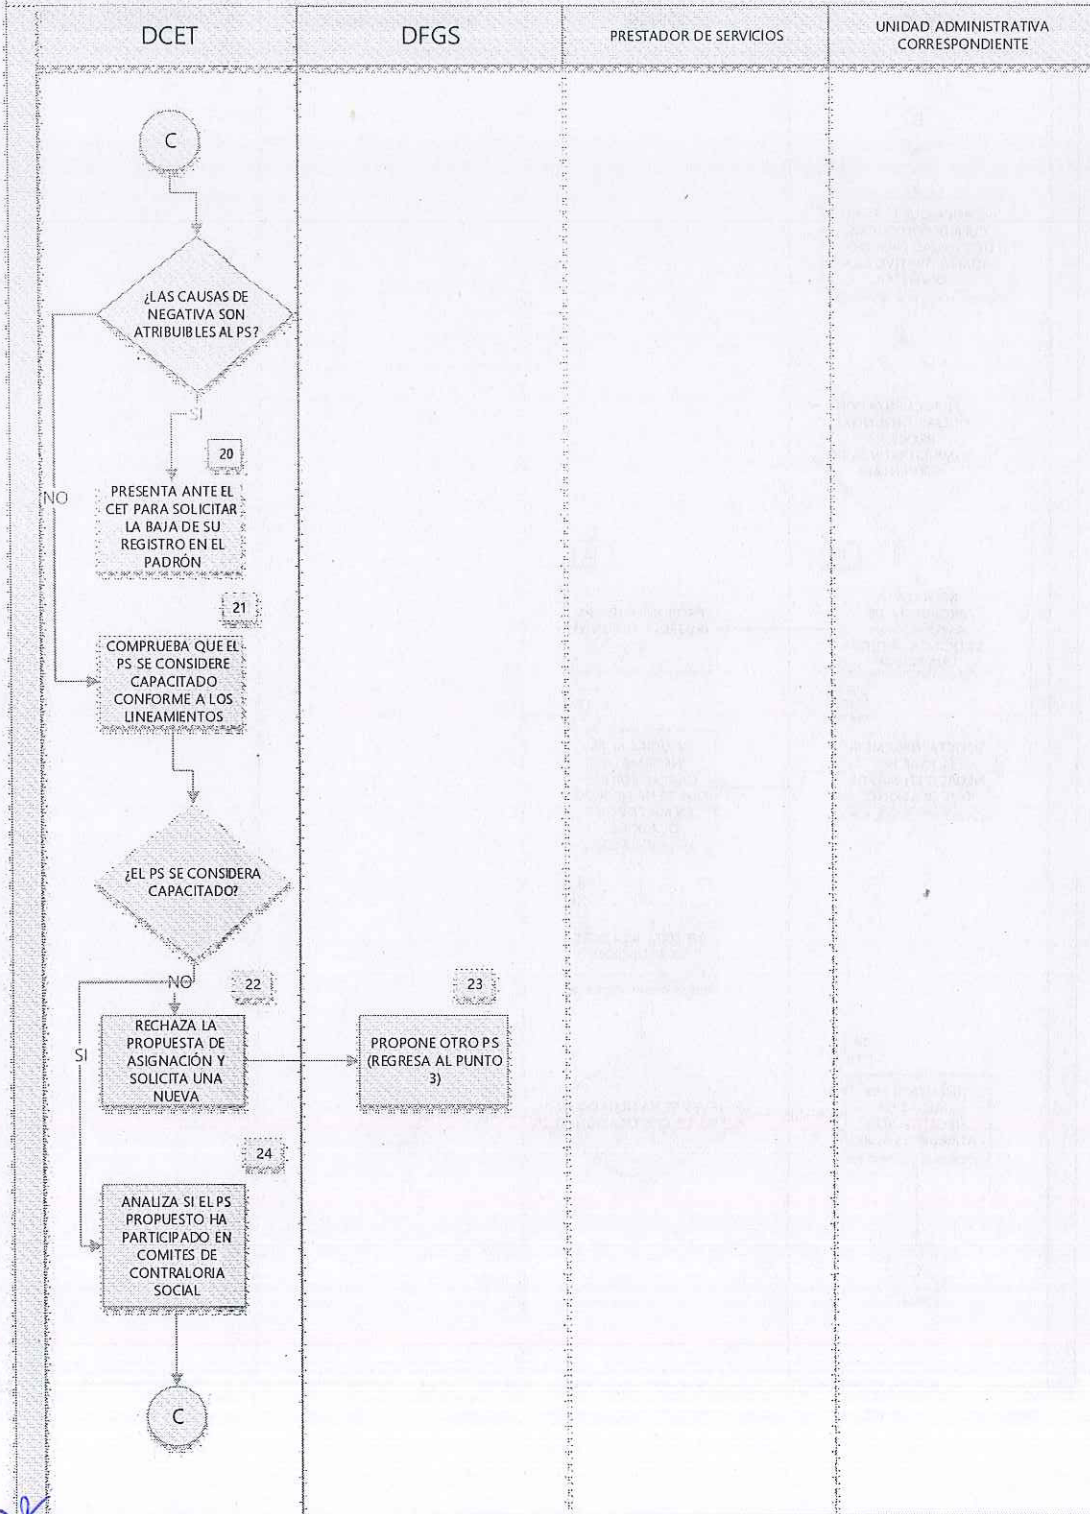 DCET
DFGS
PRESTADOR DE SERVICIOS
UNIDAD ADMINISTRATIVA
CORRESPONDIENTE
C
¿LAS CAUSAS DE
NEGATIVA SON
ATRIBUIBLES AL PS?
SI
20
NO
PRESENTA ANTE EL
CET PARA SOLICITAR
LA BAJA DE SU
REGISTRO EN EL
PADRÓN
21
COMPRUEBA QUE EL
PS SE CONSIDERE
CAPACITADO
CONFORME A LOS
LINEAMIENTOS
¿EL PS SE CONSIDERA
CAPACITADO?
NO
22
23
SI
RECHAZA LA
PROPUESTA DE
ASIGNACIÓN Y
SOLICITA UNA
NUEVA
PROPONE OTRO PS
(REGRESA AL PUNTO
3)
24
ANALIZA SI EL PS
PROPUESTO HA
PARTICIPADO EN
COMITES DE
CONTRALORIA
SOCIAL
C